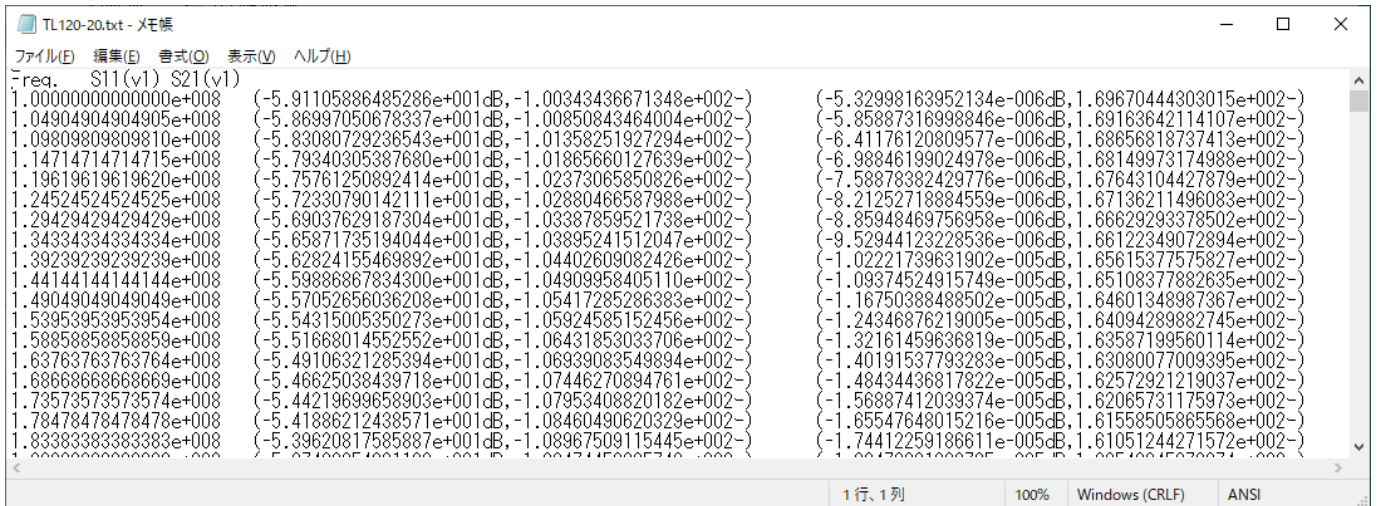 TL120-20.txt - メモ帳
ファイル(F) 編集(E) 書式(O) 表示(V) ヘルプ(H)
Freq. S11(v1) S21(v1)
1.00000000000000e+008 (-5.91105886485286e+001dB,-1.00343436671348e+002-) (-5.32998163952134e-006dB,1.69670444303015e+002-)
1.04904904904905e+008 (-5.86997050678337e+001dB,-1.00850843464004e+002-) (-5.85887316998846e-006dB,1.69163642114107e+002-)
1.09809809809810e+008 (-5.83080729236543e+001dB,-1.01358251927294e+002-) (-6.41176120809577e-006dB,1.68656818737413e+002-)
1.14714714714715e+008 (-5.79340305387680e+001dB,-1.01865660127639e+002-) (-6.98846199024978e-006dB,1.68149973174988e+002-)
1.19619619619620e+008 (-5.75761250892414e+001dB,-1.02373065850826e+002-) (-7.58878382429776e-006dB,1.67643104427879e+002-)
1.24524524524525e+008 (-5.72330790142111e+001dB,-1.02880466587988e+002-) (-8.21252718884559e-006dB,1.67136211496083e+002-)
1.29429429429429e+008 (-5.69037629187304e+001dB,-1.03387859521738e+002-) (-8.85948469756958e-006dB,1.66629293378502e+002-)
1.34334334334334e+008 (-5.65871735194044e+001dB,-1.03895241512047e+002-) (-9.52944123228536e-006dB,1.66122349072894e+002-)
1.39239239239239e+008 (-5.62824155469892e+001dB,-1.04402609082426e+002-) (-1.02221739631902e-005dB,1.65615377575827e+002-)
1.44144144144144e+008 (-5.59886867834300e+001dB,-1.04909958405110e+002-) (-1.09374524915749e-005dB,1.65108377882635e+002-)
1.49049049049049e+008 (-5.57052656036208e+001dB,-1.05417285286383e+002-) (-1.16750388488502e-005dB,1.64601348987367e+002-)
1.53953953953954e+008 (-5.54315005350273e+001dB,-1.05924585152456e+002-) (-1.24346876219005e-005dB,1.64094289882745e+002-)
1.58858858858859e+008 (-5.51668014552552e+001dB,-1.06431853033706e+002-) (-1.32161459636819e-005dB,1.63587199560114e+002-)
1.63763763763764e+008 (-5.49106321285394e+001dB,-1.06939083549894e+002-) (-1.40191537793283e-005dB,1.63080077009395e+002-)
1.68668668668669e+008 (-5.46625038439718e+001dB,-1.07446270894761e+002-) (-1.48434436817822e-005dB,1.62572921219037e+002-)
1.73573573573574e+008 (-5.44219699658903e+001dB,-1.07953408820182e+002-) (-1.56887412039374e-005dB,1.62065731175973e+002-)
1.78478478478478e+008 (-5.41886212438571e+001dB,-1.08460490620329e+002-) (-1.65547648015216e-005dB,1.61558505865568e+002-)
1.83383383383383e+008 (-5.39620817585887e+001dB,-1.08967509115445e+002-) (-1.74412259186611e-005dB,1.61051244271572e+002-)
1行、1列 100% Windows (CRLF) ANSI